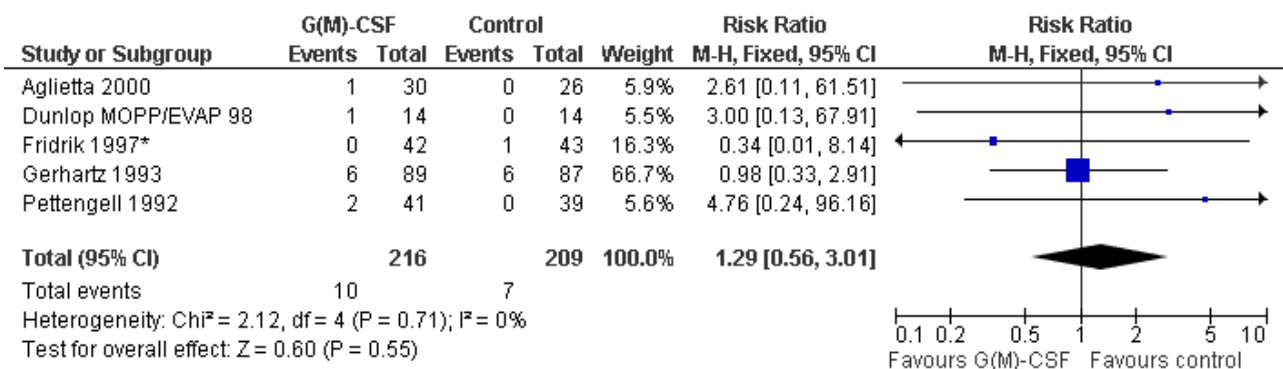 G(M)-CSF Control Risk Ratio Risk Ratio
Study or Subgroup Events Total Events Total Weight M-H, Fixed, 95% CI M-H, Fixed, 95% CI
Aglietta 2000 1 30 0 26 5.9% 2.61 [0.11, 61.51]
Dunlop MOPP/EVAP 98 1 14 0 14 5.5% 3.00 [0.13, 67.91]
Fridrik 1997* 0 42 1 43 16.3% 0.34 [0.01, 8.14]
Gerhartz 1993 6 89 6 87 66.7% 0.98 [0.33, 2.91]
Pettengell 1992 2 41 0 39 5.6% 4.76 [0.24, 96.16]
Total (95% CI) 216 209 100.0% 1.29 [0.56, 3.01]
Total events 10 7
Heterogeneity: Chi² = 2.12, df = 4 (P = 0.71); I² = 0%
Test for overall effect: Z = 0.60 (P = 0.55)
0.1 0.2 0.5 1 2 5 10
Favours G(M)-CSF Favours control